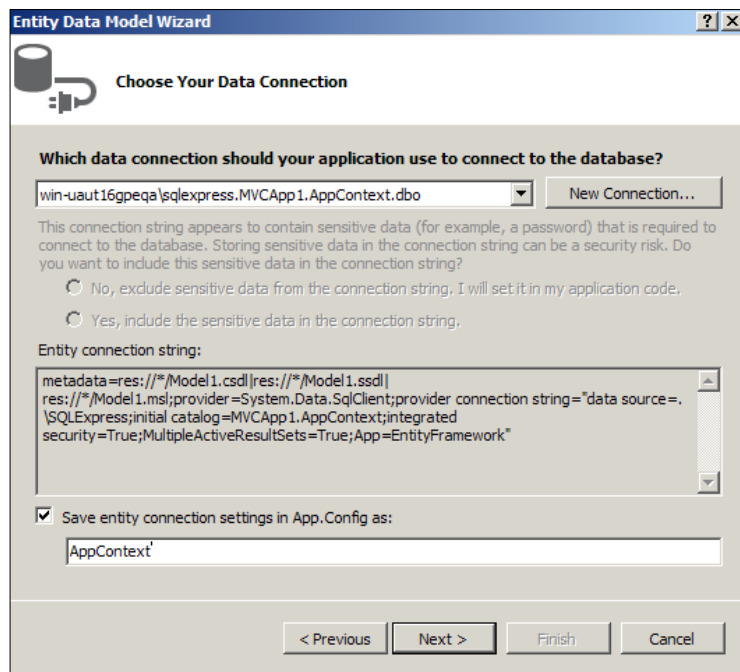 Entity Data Model Wizard
Choose Your Data Connection
Which data connection should your application use to connect to the database?
win-uaut16gpeqa\sqlexpress.MVCApp1.AppContext.dbo
New Connection...
This connection string appears to contain sensitive data (for example, a password) that is required to
connect to the database. Storing sensitive data in the connection string can be a security risk. Do
you want to include this sensitive data in the connection string?
No, exclude sensitive data from the connection string. I will set it in my application code.
Yes, include the sensitive data in the connection string.
Entity connection string:
metadata=res://*/Model1.csdl|res://*/Model1.ssdl|
res://*/Model1.msl;provider=System.Data.SqlClient;provider connection string="data source=.
\SQLExpress;initial catalog=MVCApp1.AppContext;integrated
security=True;MultipleActiveResultSets=True;App=EntityFramework"
Save entity connection settings in App.Config as:
AppContext'
< Previous
Next >
Finish
Cancel